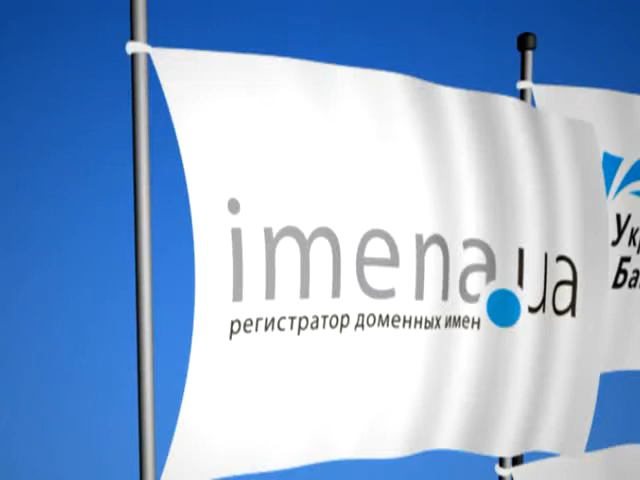 imena.ua
регистратор доменных имен